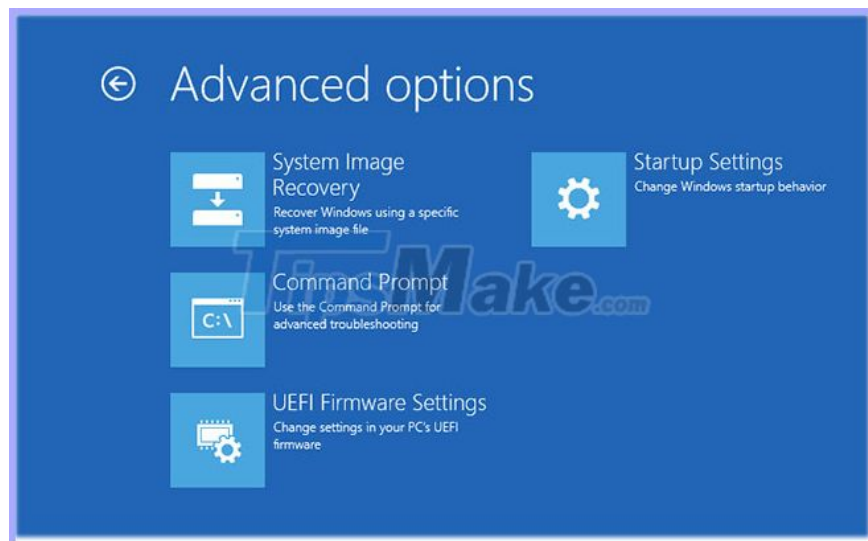 Advanced options
System Image
Recovery
Recover Windows using a specific
system image file
Command Prompt
Use the Command Prompt for
advanced troubleshooting
C:\
UEFI Firmware Settings
Change settings in your PC's UEFI
firmware
Startup Settings
Change Windows startup behavior
TipsMake.com